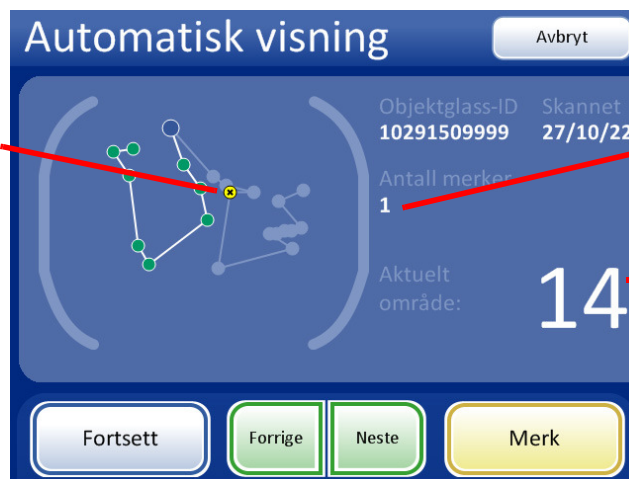 Automatisk visning
Avbryt
Objektglass-ID Skannet
10291509999 27/10/22
Antall merker
1
Aktuelt
område:
14
Fortsett
Forrige
Neste
Merk